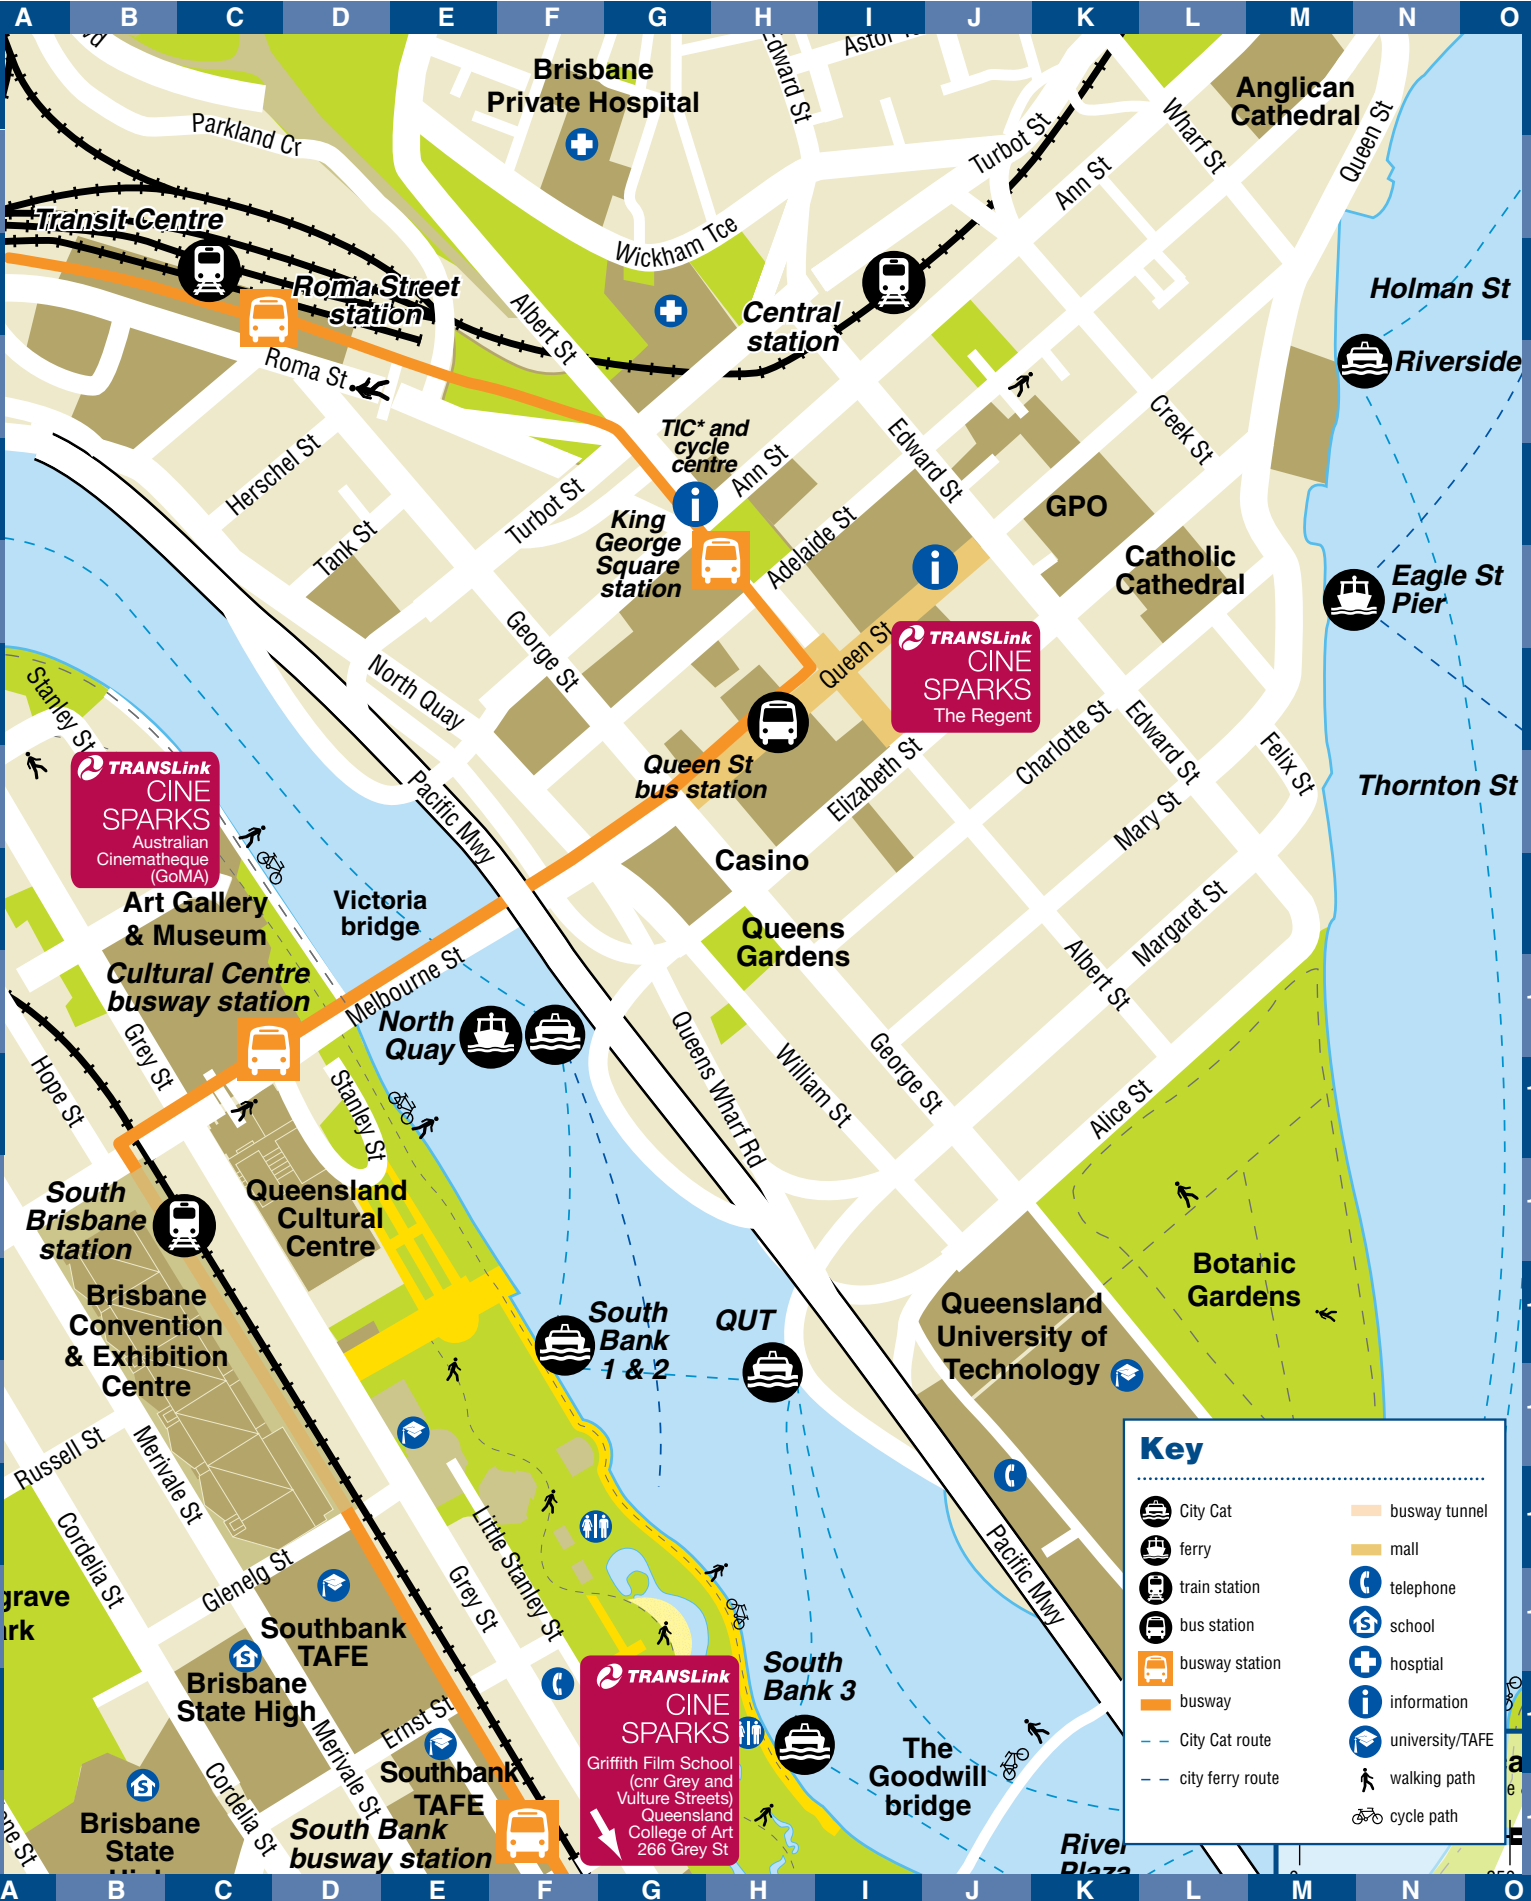 A B C D E F G H I J K L M N O
Edward St
Brisbane
Private Hospital
Anglican
Cathedral
Parkland Cr
Turbot St
Wharf St
Queen St
Ann St
Transit Centre
Wickham Tce
Roma Street
station
Albert St
Central
station
Holman St
Riverside
Roma St
TIC* and
cycle
centre
Ann St
Edward St
Creek St
Herschel St
Turbot St
King
George
Square
station
Adelaide St
GPO
Tank St
Catholic
Cathedral
Eagle St
Pier
George St
Queen St
TRANSLink
CINE
SPARKS
The Regent
North Quay
Stanley St
TRANSLink
CINE
SPARKS
Australian
Cinematheque
(GoMA)
Queen St
bus station
Charlotte St
Edward St
Felix St
Elizabeth St
Thornton St
Pacific Mwy
Mary St
Casino
Art Gallery
& Museum
Victoria
bridge
Queens
Gardens
Margaret St
Albert St
Cultural Centre
busway station
Melbourne St
North
Quay
Grey St
Hope St
Stanley St
Queens Wharf Rd
William St
George St
Alice St
South
Brisbane
station
Queensland
Cultural
Centre
Brisbane
Convention
& Exhibition
Centre
Botanic
Gardens
South
Bank
1 & 2
QUT
Queensland
University of
Technology
Russell St
Merivale St
Cordelia St
Glenelg St
Little Stanley St
Grey St
Pacific Mwy
grave
ark
Southbank
TAFE
Brisbane
State High
Ernst St
Merivale St
Cordelia St
Southbank
TAFE
South Bank
busway station
Brisbane
State
High
TRANSLink
CINE
SPARKS
Griffith Film School
(cnr Grey and
Vulture Streets)
Queensland
College of Art
266 Grey St
South
Bank 3
The
Goodwill
bridge
River
Plaza
Key
City Cat
ferry
train station
bus station
busway station
busway
City Cat route
city ferry route
busway tunnel
mall
telephone
school
hosptial
information
university/TAFE
walking path
cycle path
A B C D E F G H I J K L M N O